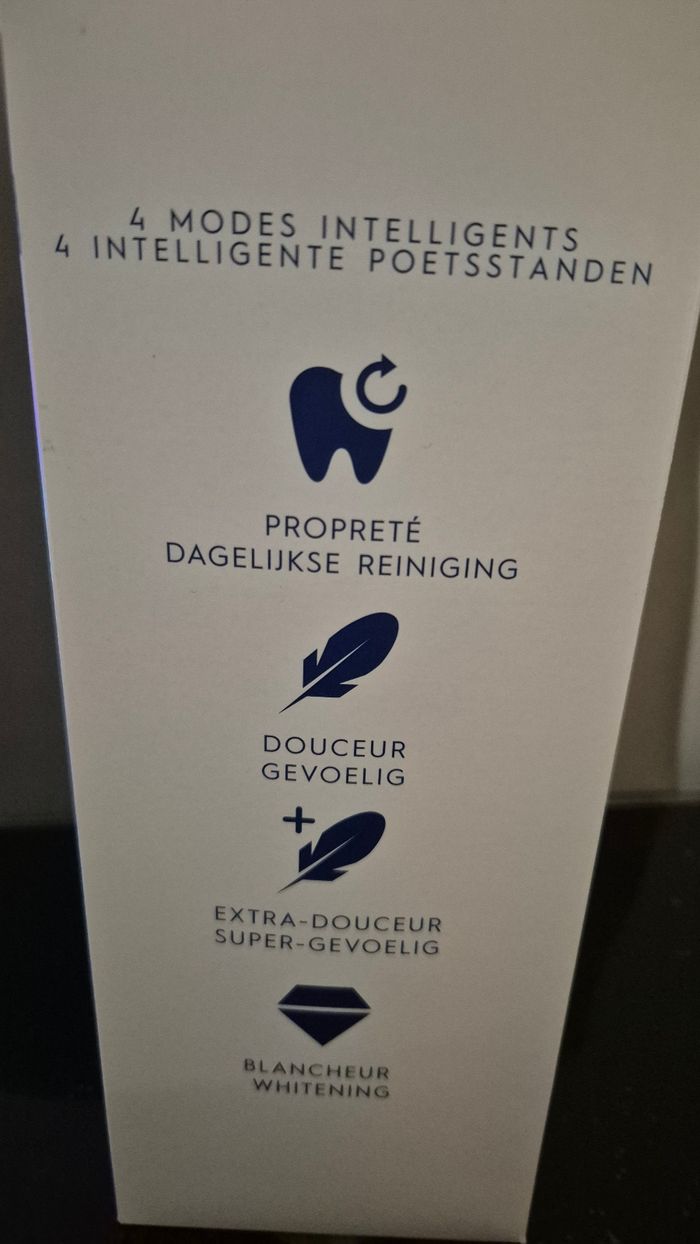 4 MODES INTELLIGENTS
4 INTELLIGENTE POETSSTANDEN
PROPRETÉ
DAGELIJKSE REINIGING
DOUCEUR
GEVOELIG
EXTRA-DOUCEUR
SUPER-GEVOELIG
BLANCHEUR
WHITENING